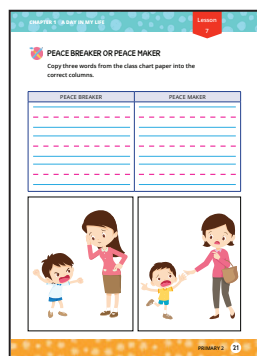 CHAPTER 1 A DAY IN MY LIFE
Lesson
7
PEACE BREAKER OR PEACE MAKER
Copy three words from the class chart paper into the
correct columns.
PEACE BREAKER PEACE MAKER
PRIMARY 2 21